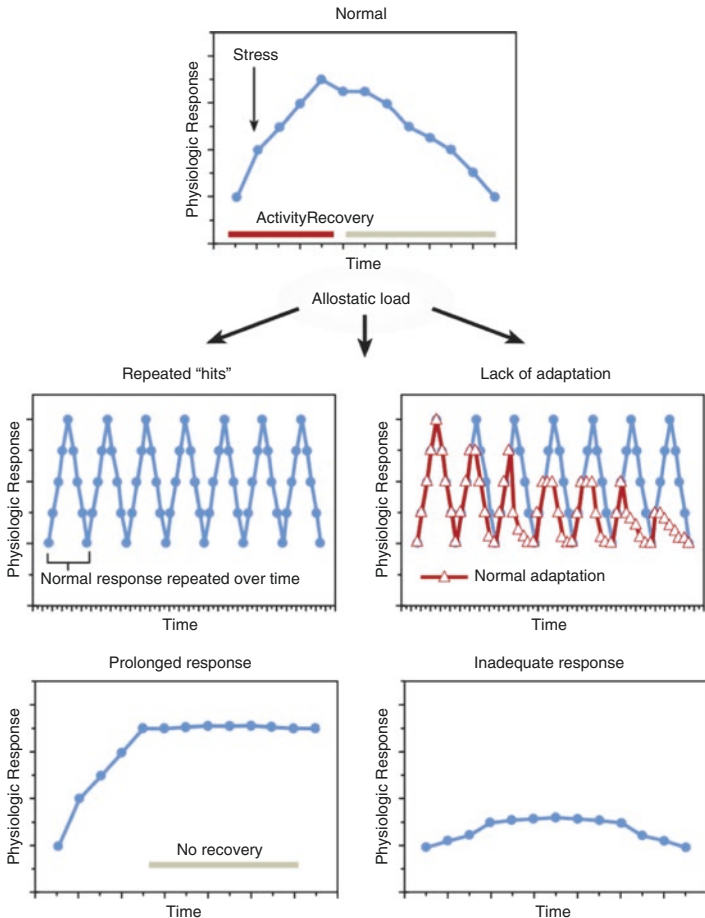 Normal
Stress
Physiologic Response
ActivityRecovery
Time
Allostatic load
Repeated “hits”
Physiologic Response
Normal response repeated over time
Time
Lack of adaptation
Physiologic Response
Normal adaptation
Time
Prolonged response
Physiologic Response
No recovery
Time
Inadequate response
Physiologic Response
Time